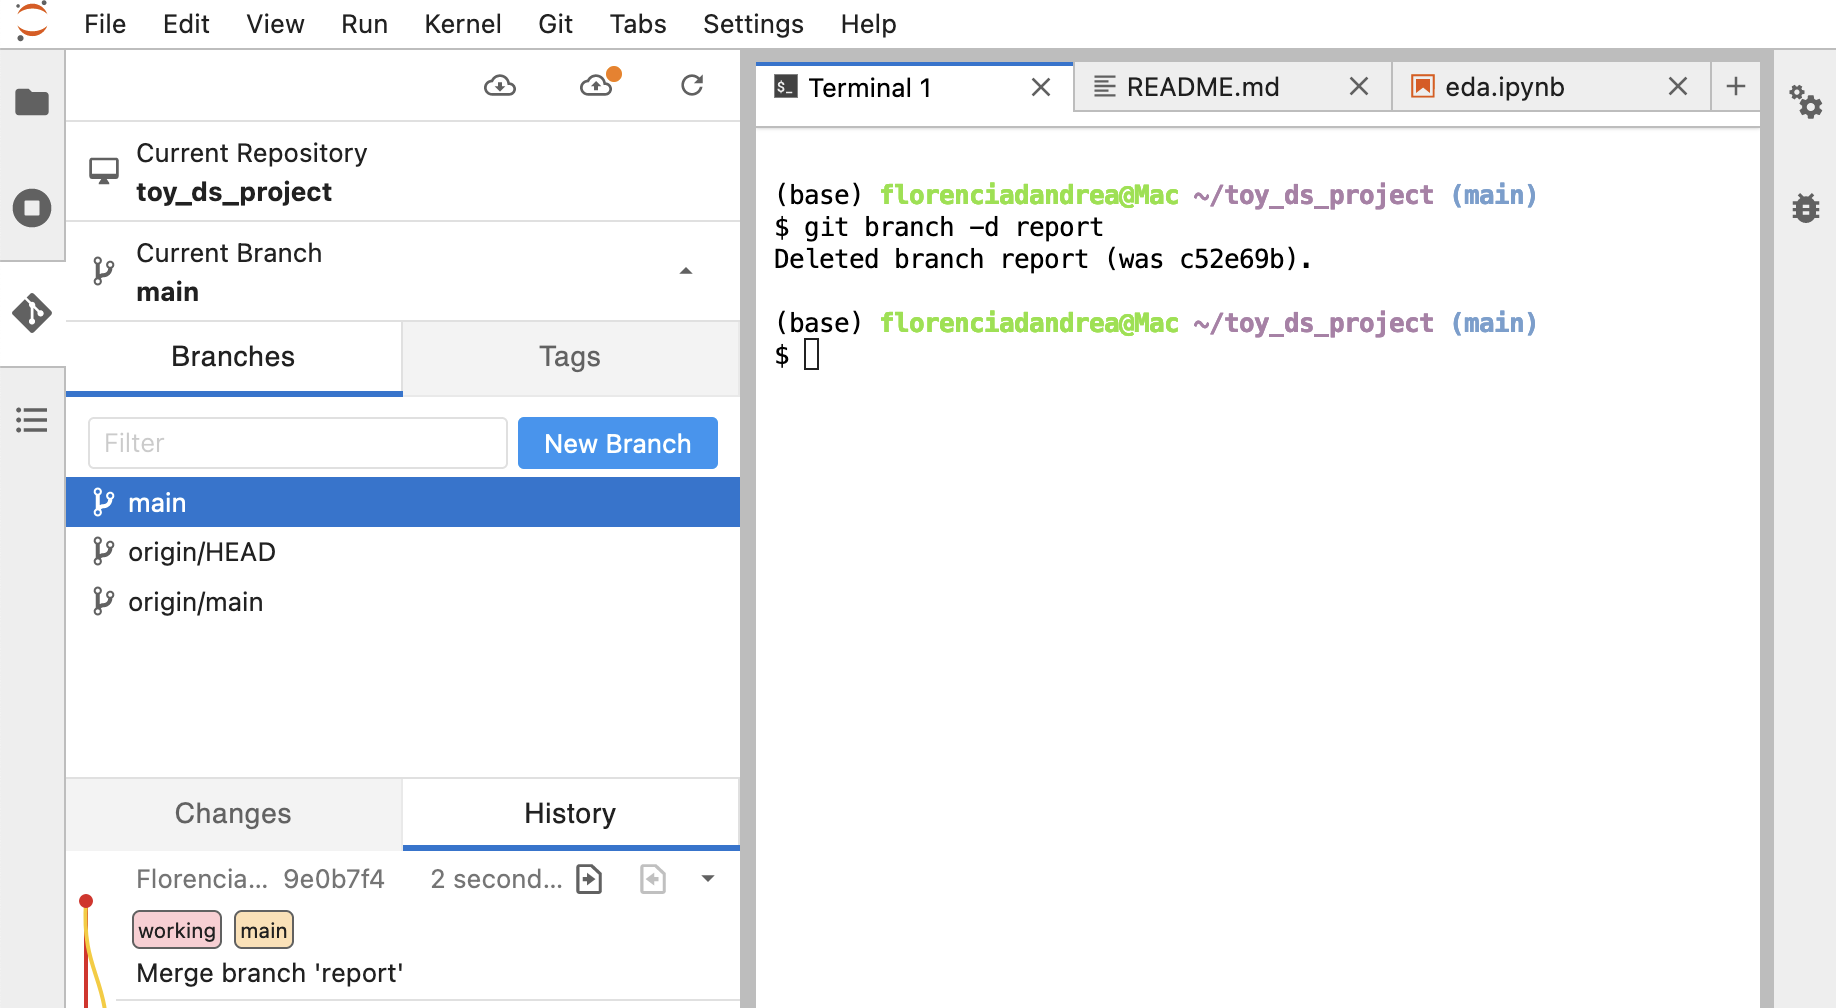 File Edit View Run Kernel Git Tabs Settings Help
Current Repository
toy_ds_project
Current Branch
main
Branches Tags
Filter New Branch
main
origin/HEAD
origin/main
Changes History
Florencia... 9e0b7f4 2 second...
working main
Merge branch 'report'
$_ Terminal 1 README.md eda.ipynb
(base) florenciadandrea@Mac ~/toy_ds_project (main)
$ git branch -d report
Deleted branch report (was c52e69b).
(base) florenciadandrea@Mac ~/toy_ds_project (main)
$